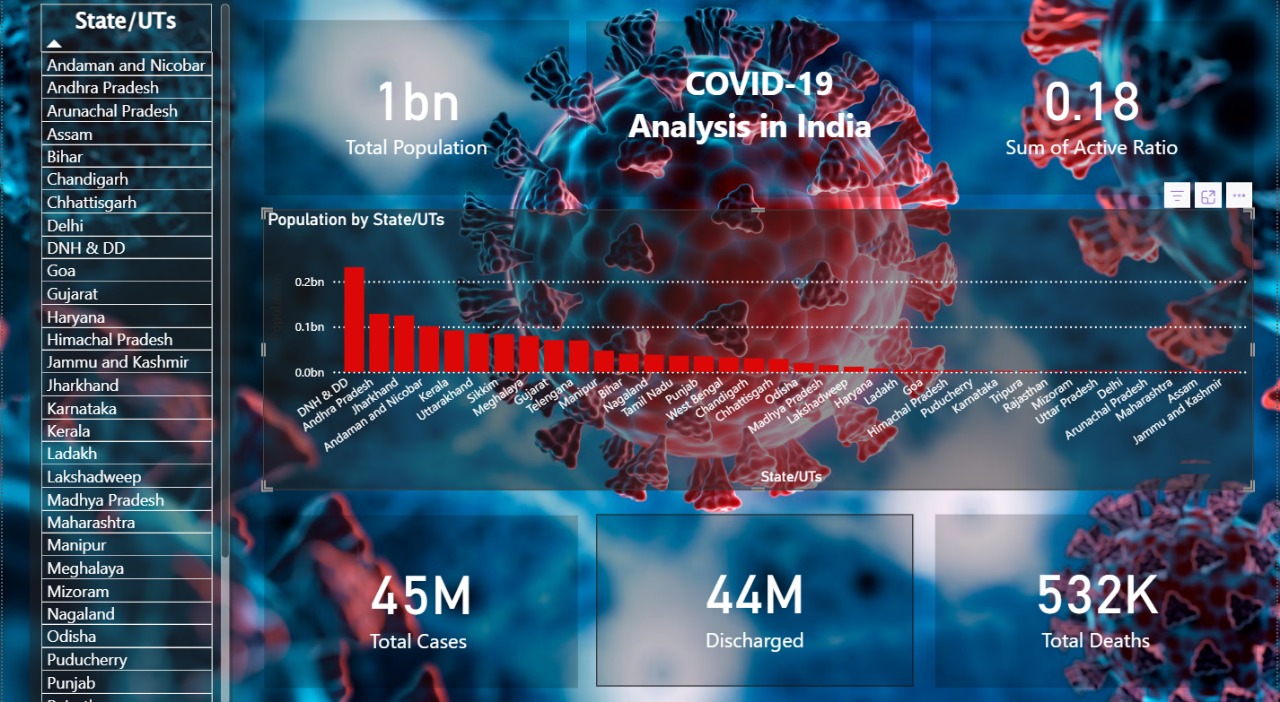 State/UTs
Andaman and Nicobar
Andhra Pradesh
Arunachal Pradesh
Assam
Bihar
Chandigarh
Chhattisgarh
Delhi
DNH & DD
Goa
Gujarat
Haryana
Himachal Pradesh
Jammu and Kashmir
Jharkhand
Karnataka
Kerala
Ladakh
Lakshadweep
Madhya Pradesh
Maharashtra
Manipur
Meghalaya
Mizoram
Nagaland
Odisha
Puducherry
Punjab
1bn
Total Population
COVID-19
Analysis in India
0.18
Sum of Active Ratio
Population by State/UTs
0.2bn
0.1bn
0.0bn
DNH & DD
Andhra Pradesh
Jharkhand
Andaman and Nicobar
Kerala
Uttarakhand
Sikkim
Meghalaya
Gujarat
Telengana
Manipur
Bihar
Nagaland
Tamil Nadu
Punjab
West Bengal
Chandigarh
Chhattisgarh
Odisha
Madhya Pradesh
Lakshadweep
Haryana
Ladakh
Goa
Himachal Pradesh
Puducherry
Karnataka
Tripura
Rajasthan
Mizoram
Uttar Pradesh
Delhi
Arunachal Pradesh
Maharashtra
Assam
Jammu and Kashmir
State/UTs
45M
Total Cases
44M
Discharged
532K
Total Deaths